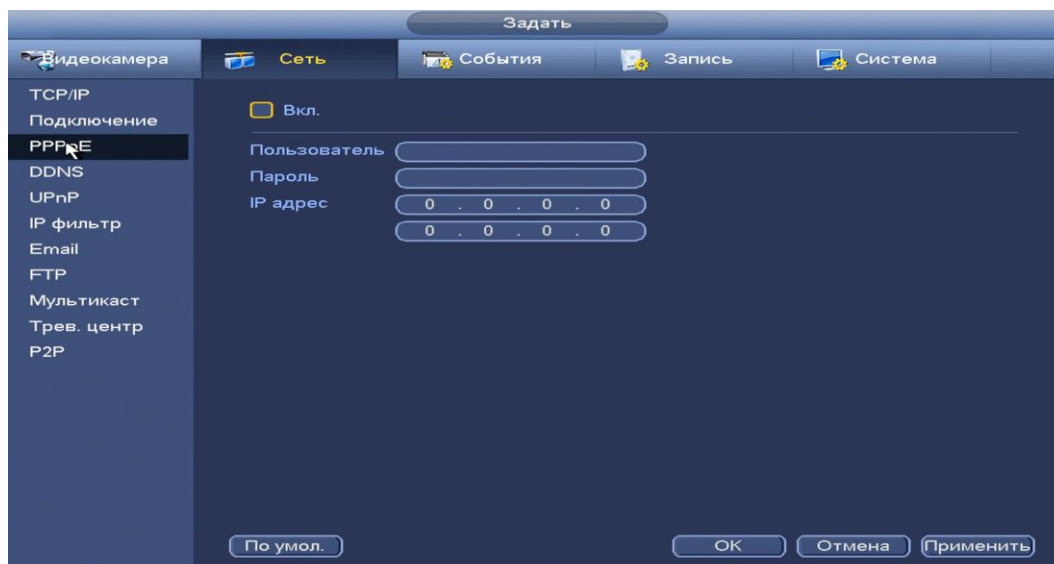 Задать
Видеокамера Сеть События Запись Система
TCP/IP
Подключение
PPPoE
DDNS
UPnP
IP фильтр
Email
FTP
Мультикаст
Трев. центр
P2P
Вкл.
Пользователь
Пароль
IP адрес 0 . 0 . 0 . 0
0 . 0 . 0 . 0
По умол. OK Отмена Применить